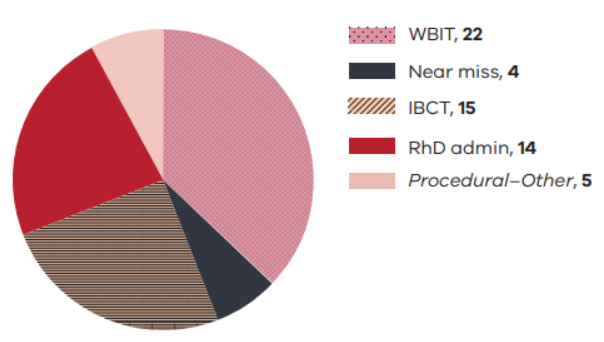 WBIT, 22
Near miss, 4
IBCT, 15
RhD admin, 14
Procedural–Other, 5